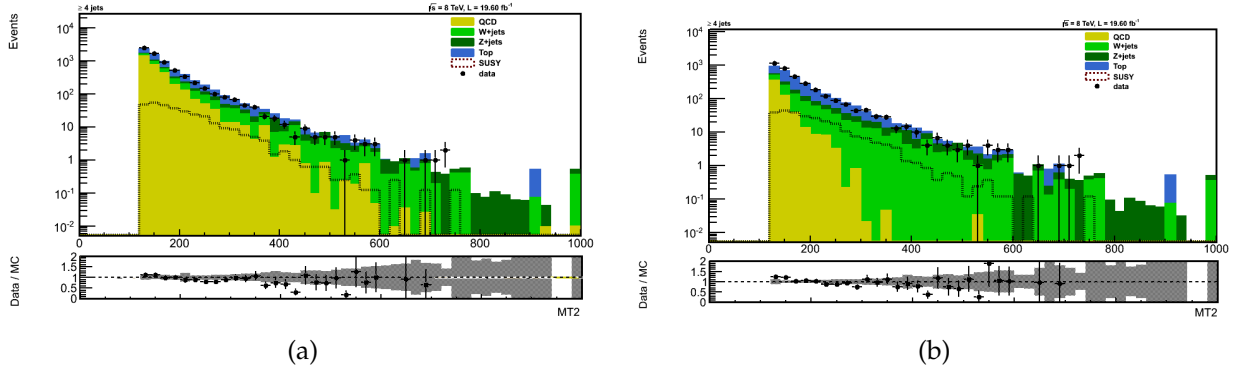 ≥ 4 jets √s = 8 TeV, L = 19.60 fb⁻¹
Events
10⁴
10³
10²
10
1
10⁻¹
10⁻²
QCD
W+jets
Z+jets
Top
SUSY
data
200 400 600 800 1000
Data / MC
2
1.5
1
0.5
0
MT2
(a)
≥ 4 jets √s = 8 TeV, L = 19.60 fb⁻¹
Events
10⁴
10³
10²
10
1
10⁻¹
10⁻²
QCD
W+jets
Z+jets
Top
SUSY
data
0 200 400 600 800 1000
Data / MC
2
1.5
1
0.5
0
MT2
(b)